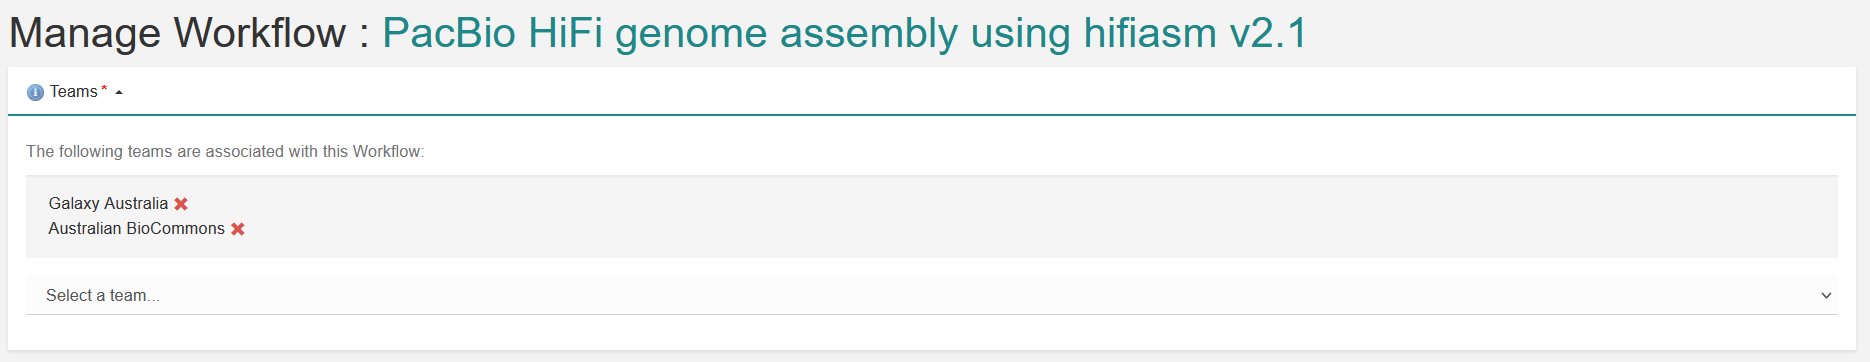 Manage Workflow : PacBio HiFi genome assembly using hifiasm v2.1
Teams*
The following teams are associated with this Workflow:
Galaxy Australia
Australian BioCommons
Select a team...